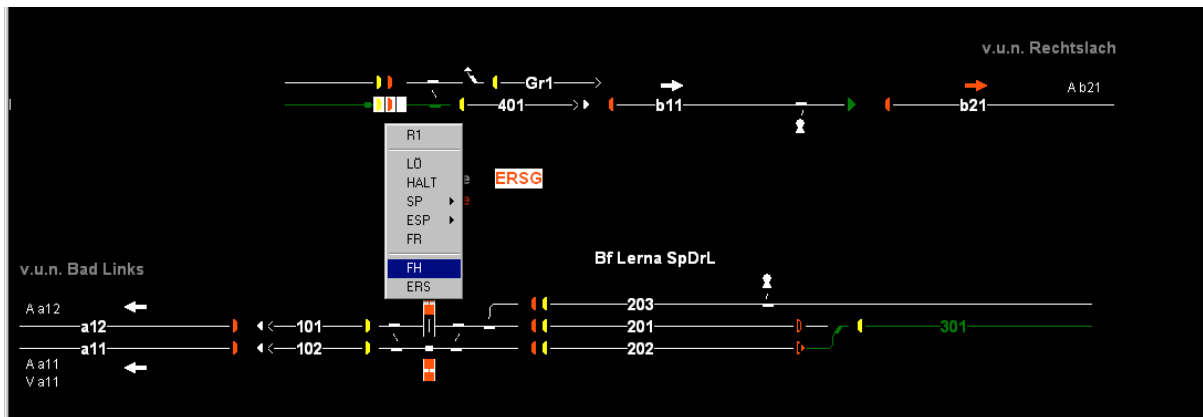 v.u.n. Rechtslach
Gr1
401
b11
b21
A b21
R1
LÖ
HALT
e
SP
e
ESP
FR
FH
ERS
ERSG
Bf Lerna SpDrL
v.u.n. Bad Links
A a12
203
a12
101
201
301
a11
102
202
A a11
V a11